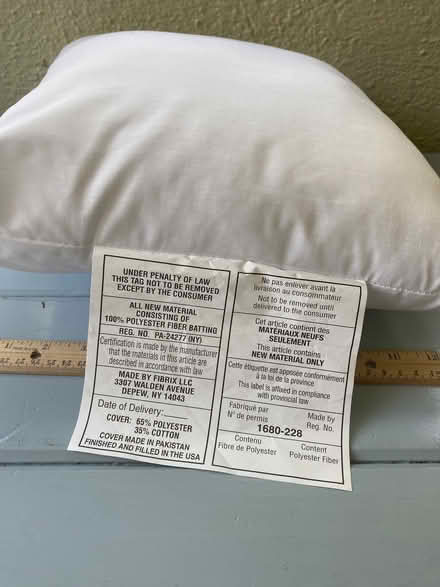 UNDER PENALTY OF LAW
THIS TAG NOT TO BE REMOVED
EXCEPT BY THE CONSUMER
ALL NEW MATERIAL
CONSISTING OF
100% POLYESTER FIBER BATTING
REG. NO. PA-24277 (NY)
Certification is made by the manufacturer
that the materials in this article are
described in accordance with law
MADE BY FIBRIX LLC
3307 WALDEN AVENUE
DEPEW, NY 14043
Date of Delivery:
COVER: 65% POLYESTER
35% COTTON
COVER MADE IN PAKISTAN
FINISHED AND FILLED IN THE USA
Ne pas enlever avant la
livraison au consommateur
Not to be removed until
delivered to the consumer
Cet article contient des
MATÉRIAUX NEUFS
SEULEMENT
This article contains
NEW MATERIAL ONLY
Cette étiquette est apposée conformément
à la loi de la province
This label is affixed in compliance
with provincial law
Fabriqué par Made by
N° de permis Reg. No.
1680-228
Contenu Content
Fibre de Polyester Polyester Fiber